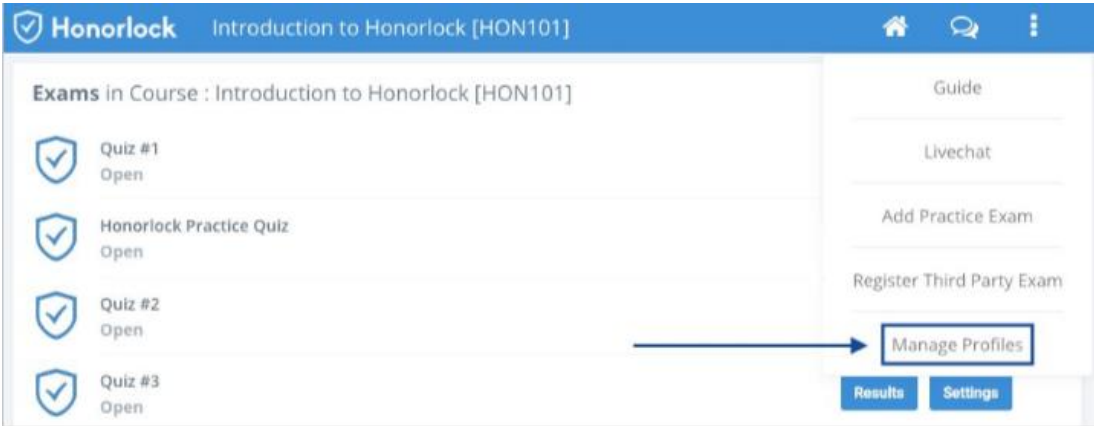 Honorlock Introduction to Honorlock [HON101]
Exams in Course : Introduction to Honorlock [HON101]
Quiz #1
Open
Honorlock Practice Quiz
Open
Quiz #2
Open
Quiz #3
Open
Guide
Livechat
Add Practice Exam
Register Third Party Exam
Manage Profiles
Results Settings